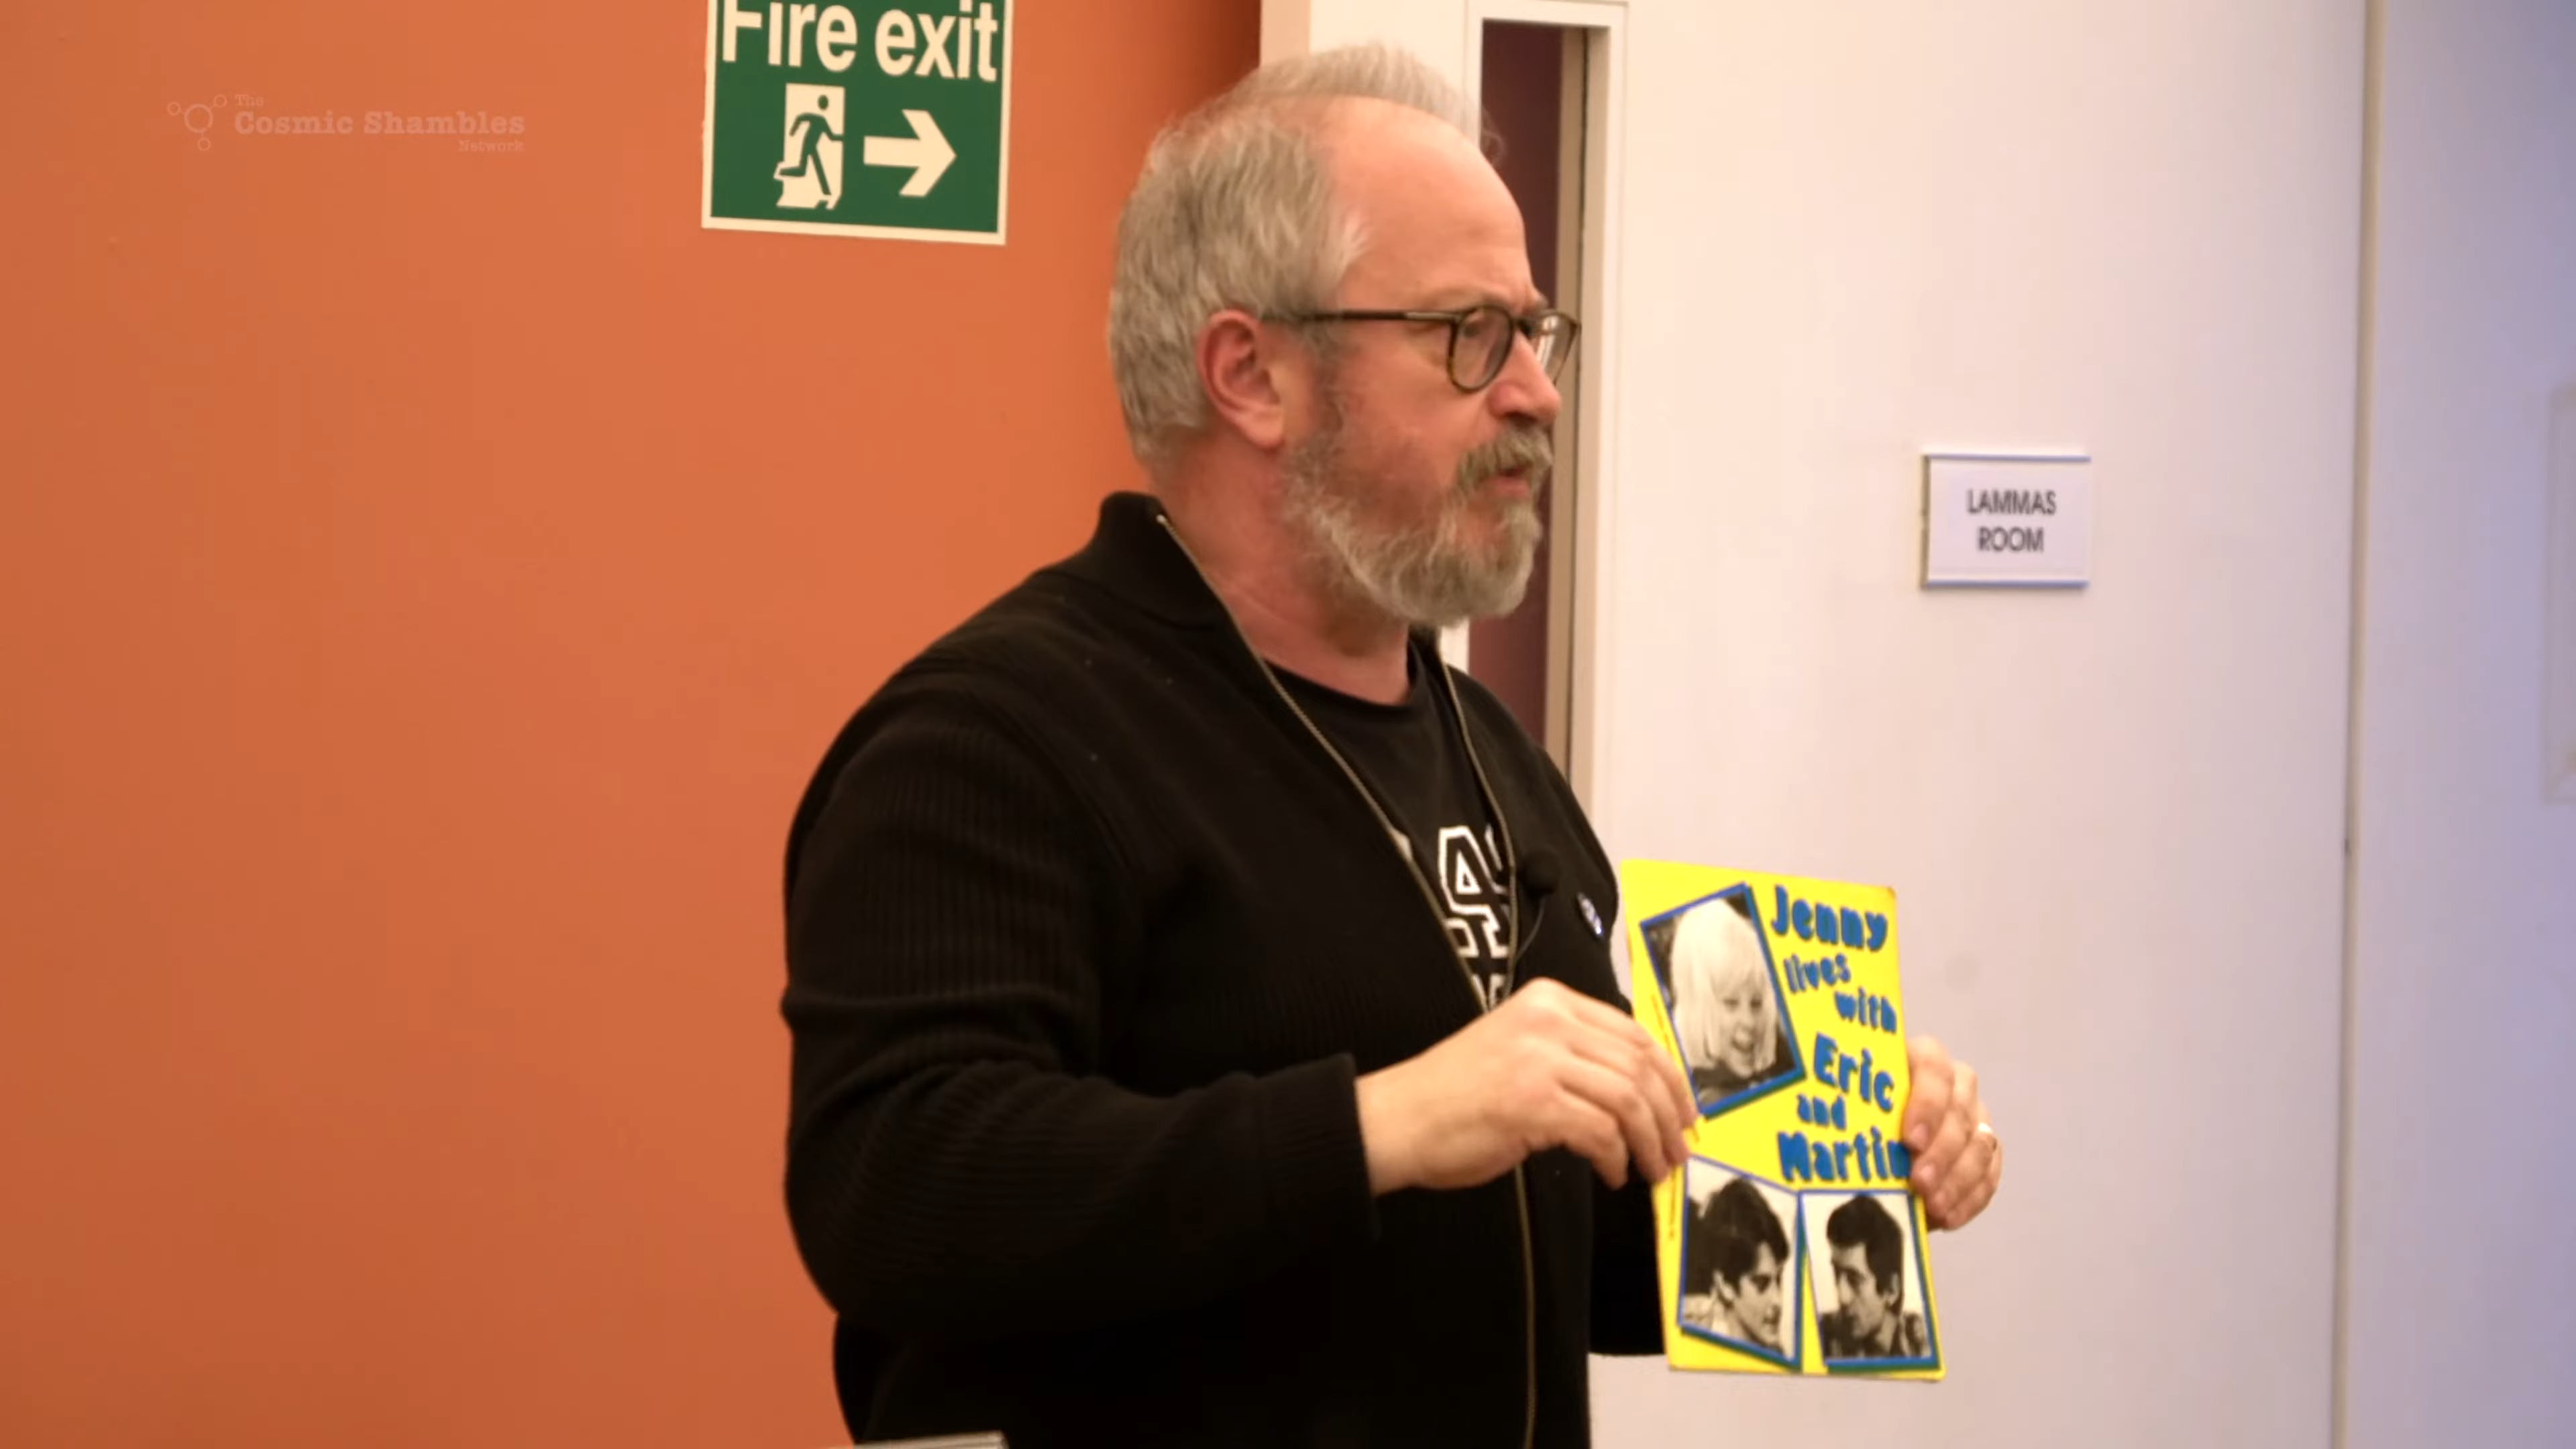 Fire exit
The
Cosmic Shambles
Network
LAMMAS
ROOM
Jenny
lives
with
Eric
and
Martin